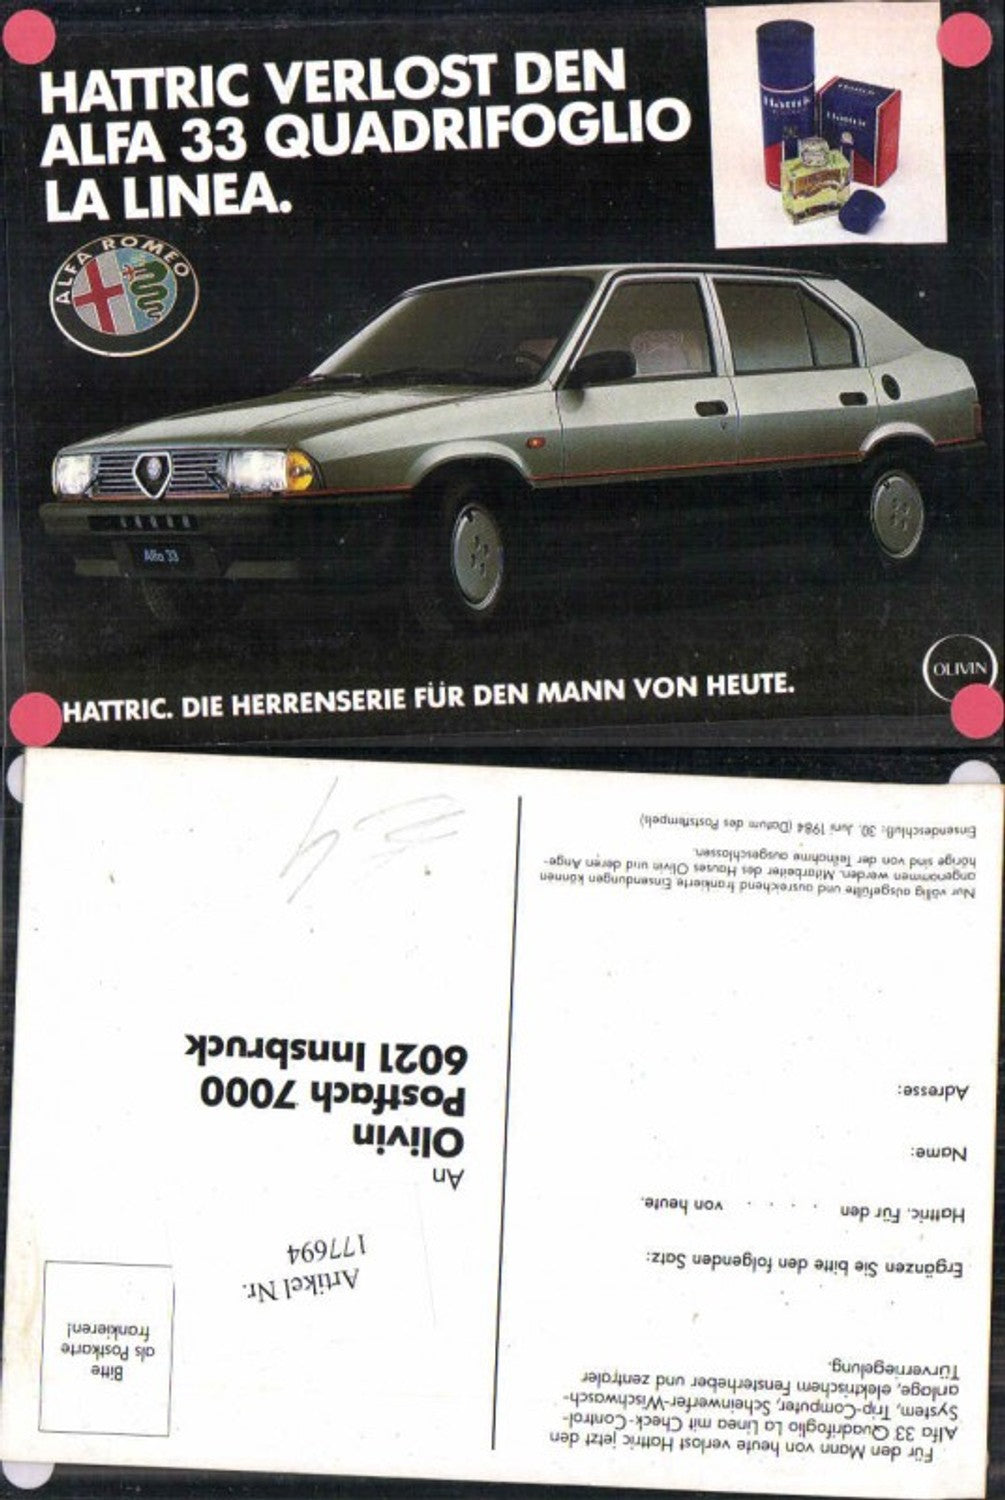 HATTRIC VERLOST DEN
ALFA 33 QUADRIFOGLIO
LA LINEA.
Hattric
Hattric
ALFA ROMEO
Alfa 33
OLIVIN
HATTRIC. DIE HERRENSERIE FÜR DEN MANN VON HEUTE.
Für den Mann von heute verlost Hattric jetzt den
Alfa 33 Quadrifoglio La Linea mit Check-Control-
System, Trip-Computer, Scheinwerfer-Wischwasch-
anlage, elektrischem Fensterheber und zentraler
Türverriegelung.
Ergänzen Sie bitte den folgenden Satz:
Hattric. Für den . . . . . von heute.
Name:
Adresse:
Nur völlig ausgefüllte und ausreichend frankierte Einsendungen können
angenommen werden. Mitarbeiter des Hauses Olivin und deren Ange-
hörige sind von der Teilnahme ausgeschlossen.
Einsendeschluß: 30. Juni 1984 (Datum des Poststempels)
Bitte
als Postkarte
frankieren!
Artikel Nr.
177694
An
Olivin
Postfach 7000
6021 Innsbruck